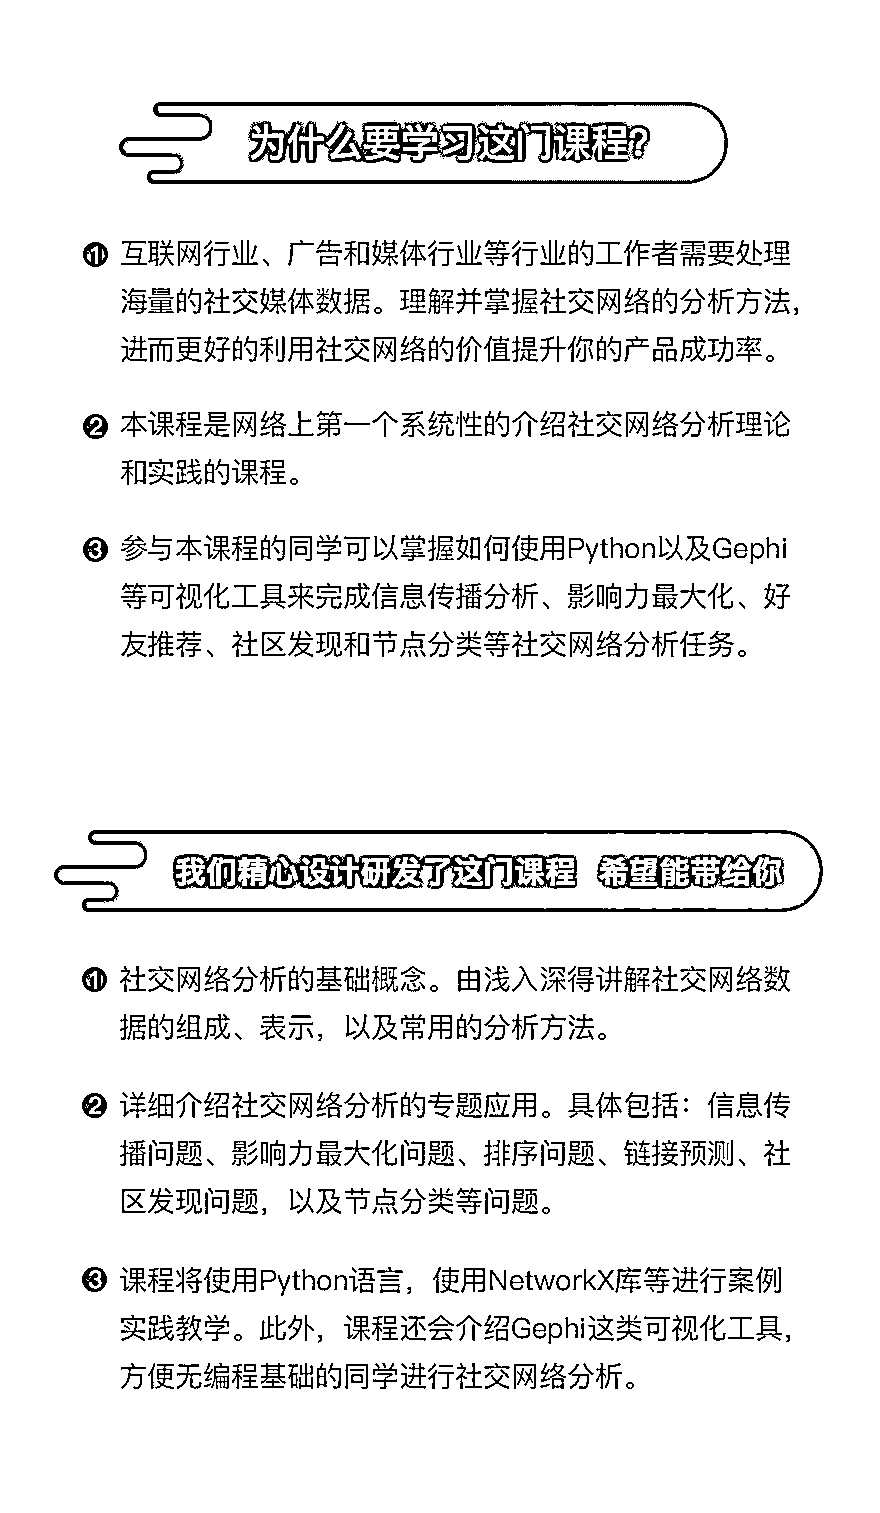 为什么要学习这门课程?
❶ 互联网行业、广告和媒体行业等行业的工作者需要处理
海量的社交媒体数据。理解并掌握社交网络的分析方法，
进而更好的利用社交网络的价值提升你的产品成功率。
❷ 本课程是网络上第一个系统性的介绍社交网络分析理论
和实践的课程。
❸ 参与本课程的同学可以掌握如何使用Python以及Gephi
等可视化工具来完成信息传播分析、影响力最大化、好
友推荐、社区发现和节点分类等社交网络分析任务。
我们精心设计研发了这门课程 希望能带给你
❶ 社交网络分析的基础概念。由浅入深得讲解社交网络数
据的组成、表示，以及常用的分析方法。
❷ 详细介绍社交网络分析的专题应用。具体包括：信息传
播问题、影响力最大化问题、排序问题、链接预测、社
区发现问题，以及节点分类等问题。
❸ 课程将使用Python语言，使用NetworkX库等进行案例
实践教学。此外，课程还会介绍Gephi这类可视化工具，
方便无编程基础的同学进行社交网络分析。